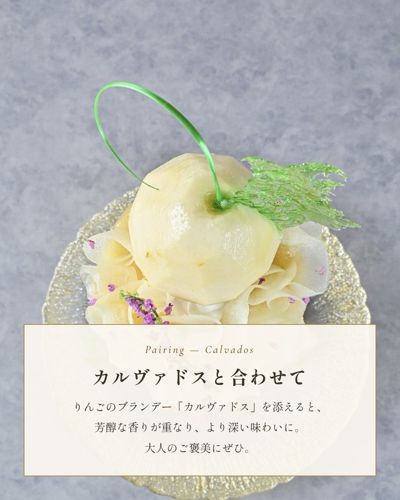 Pairing — Calvados
カルヴァドスと合わせて
りんごのブランデー「カルヴァドス」を添えると、
芳醇な香りが重なり、より深い味わいに。
大人のご褒美にぜひ。